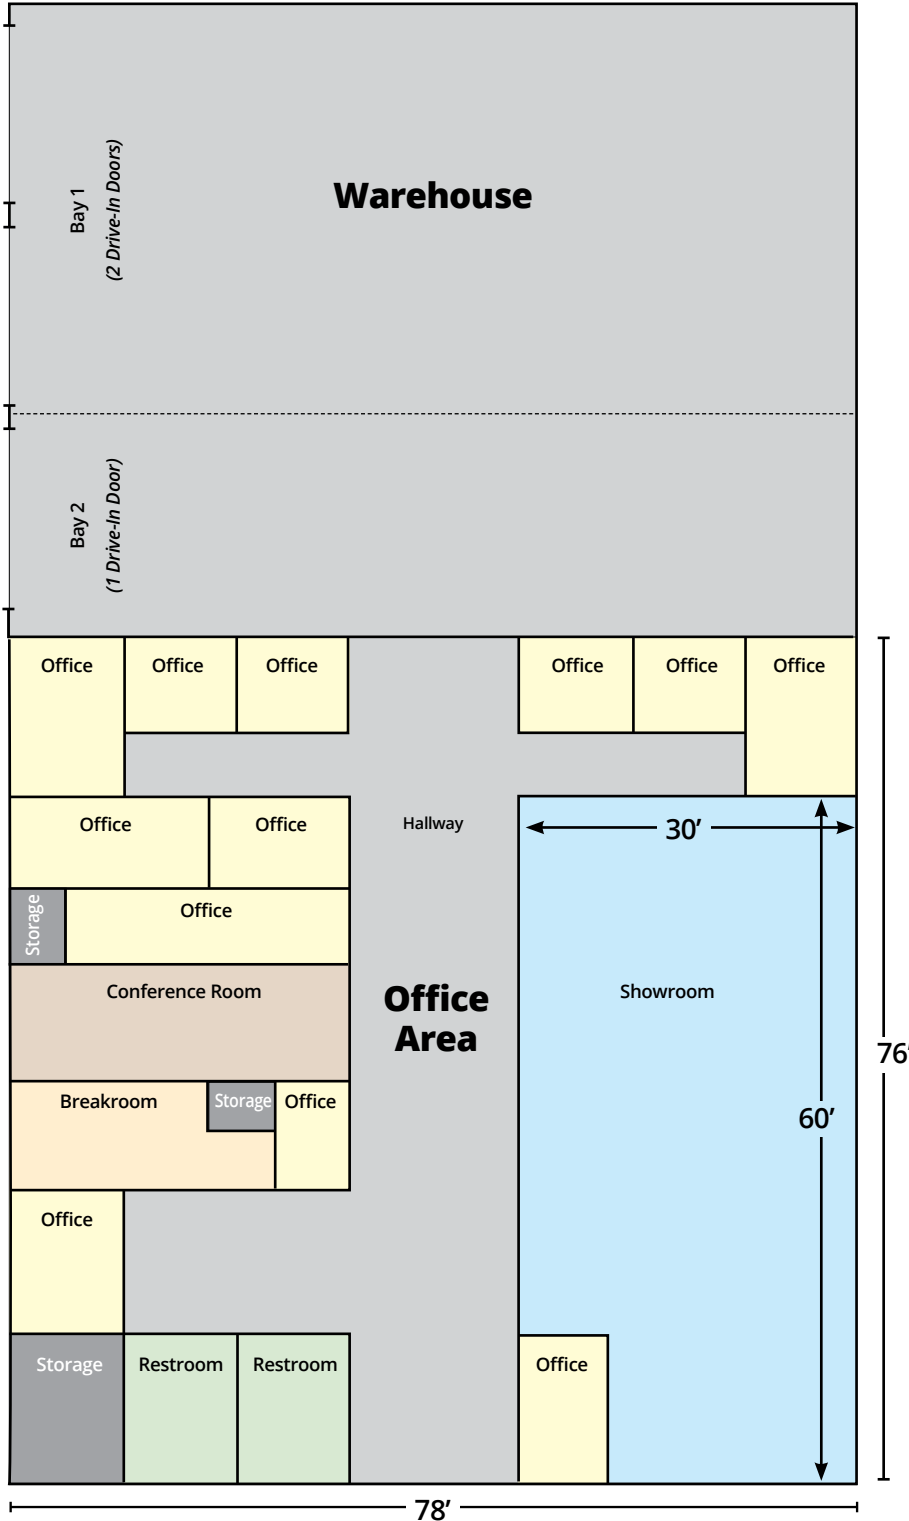 Warehouse
Bay 1
(2 Drive-In Doors)
Bay 2
(1 Drive-In Door)
Office
Office
Office
Office
Office
Office
Office
Office
Hallway
30’
Storage
Office
Conference Room
Office
Area
Showroom
76’
Breakroom
Storage
Office
60’
Office
Storage
Restroom
Restroom
Office
78’